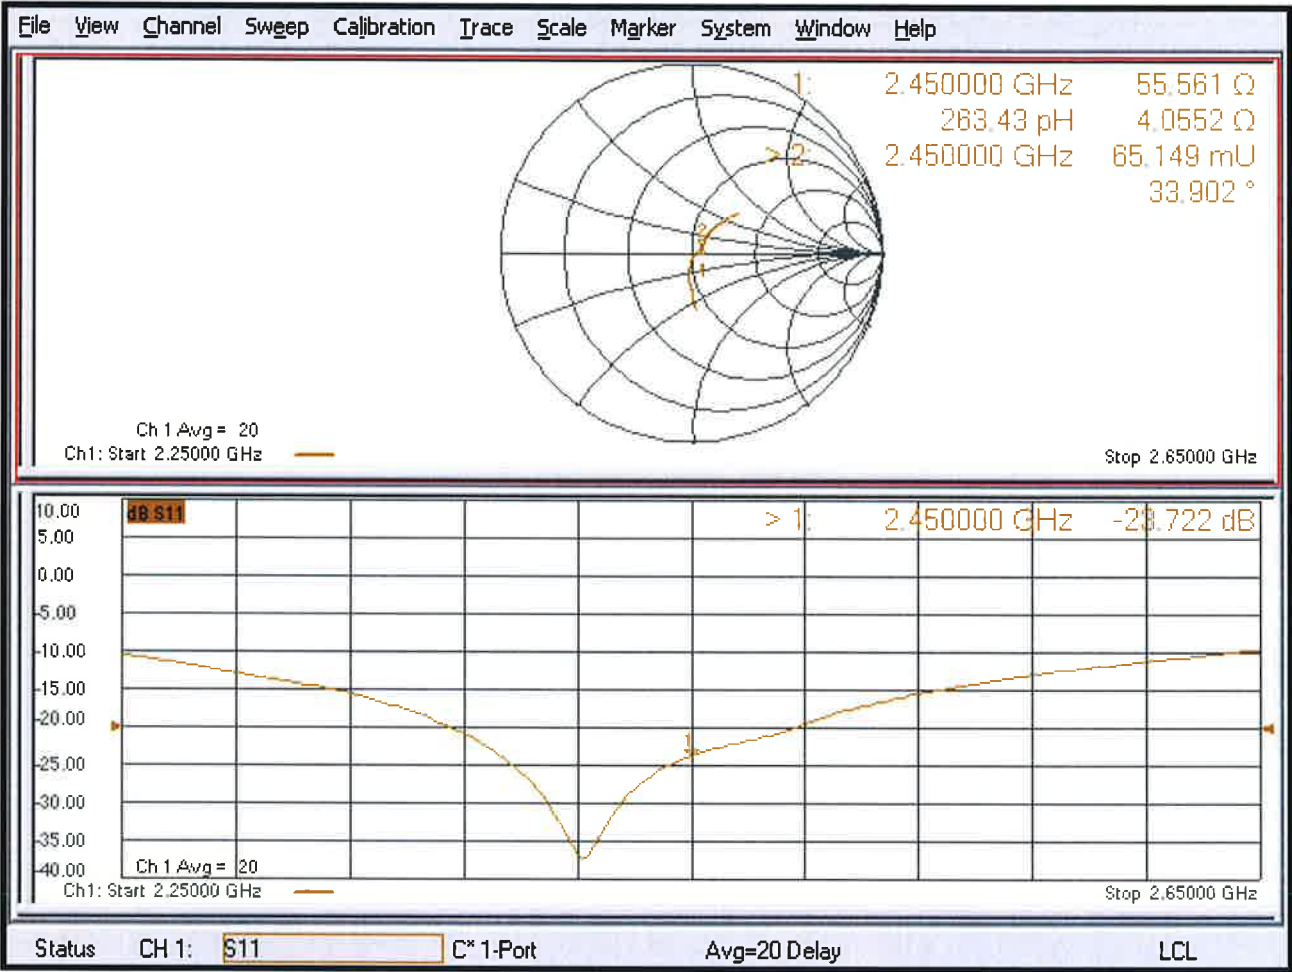 File View Channel Sweep Calibration Trace Scale Marker System Window Help
1: 2.450000 GHz 55.561 Ω
263.43 pH 4.0552 Ω
> 2: 2.450000 GHz 65.149 mU
33.902 °
2
1
Ch 1 Avg = 20
Ch1: Start 2.25000 GHz
Stop 2.65000 GHz
10.00
dB S11
> 1: 2.450000 GHz -23.722 dB
5.00
0.00
-5.00
-10.00
-15.00
-20.00
1
-25.00
-30.00
-35.00
-40.00
Ch 1 Avg = 20
Ch1: Start 2.25000 GHz
Stop 2.65000 GHz
Status CH 1: S11 C* 1-Port Avg=20 Delay LCL